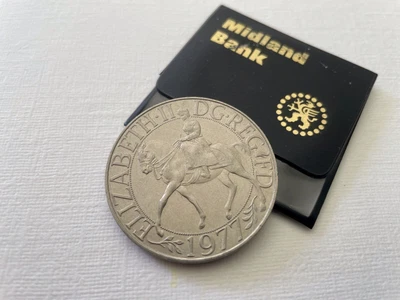 Midland
Bank
ELIZABETH·II DG·REG FD
1977